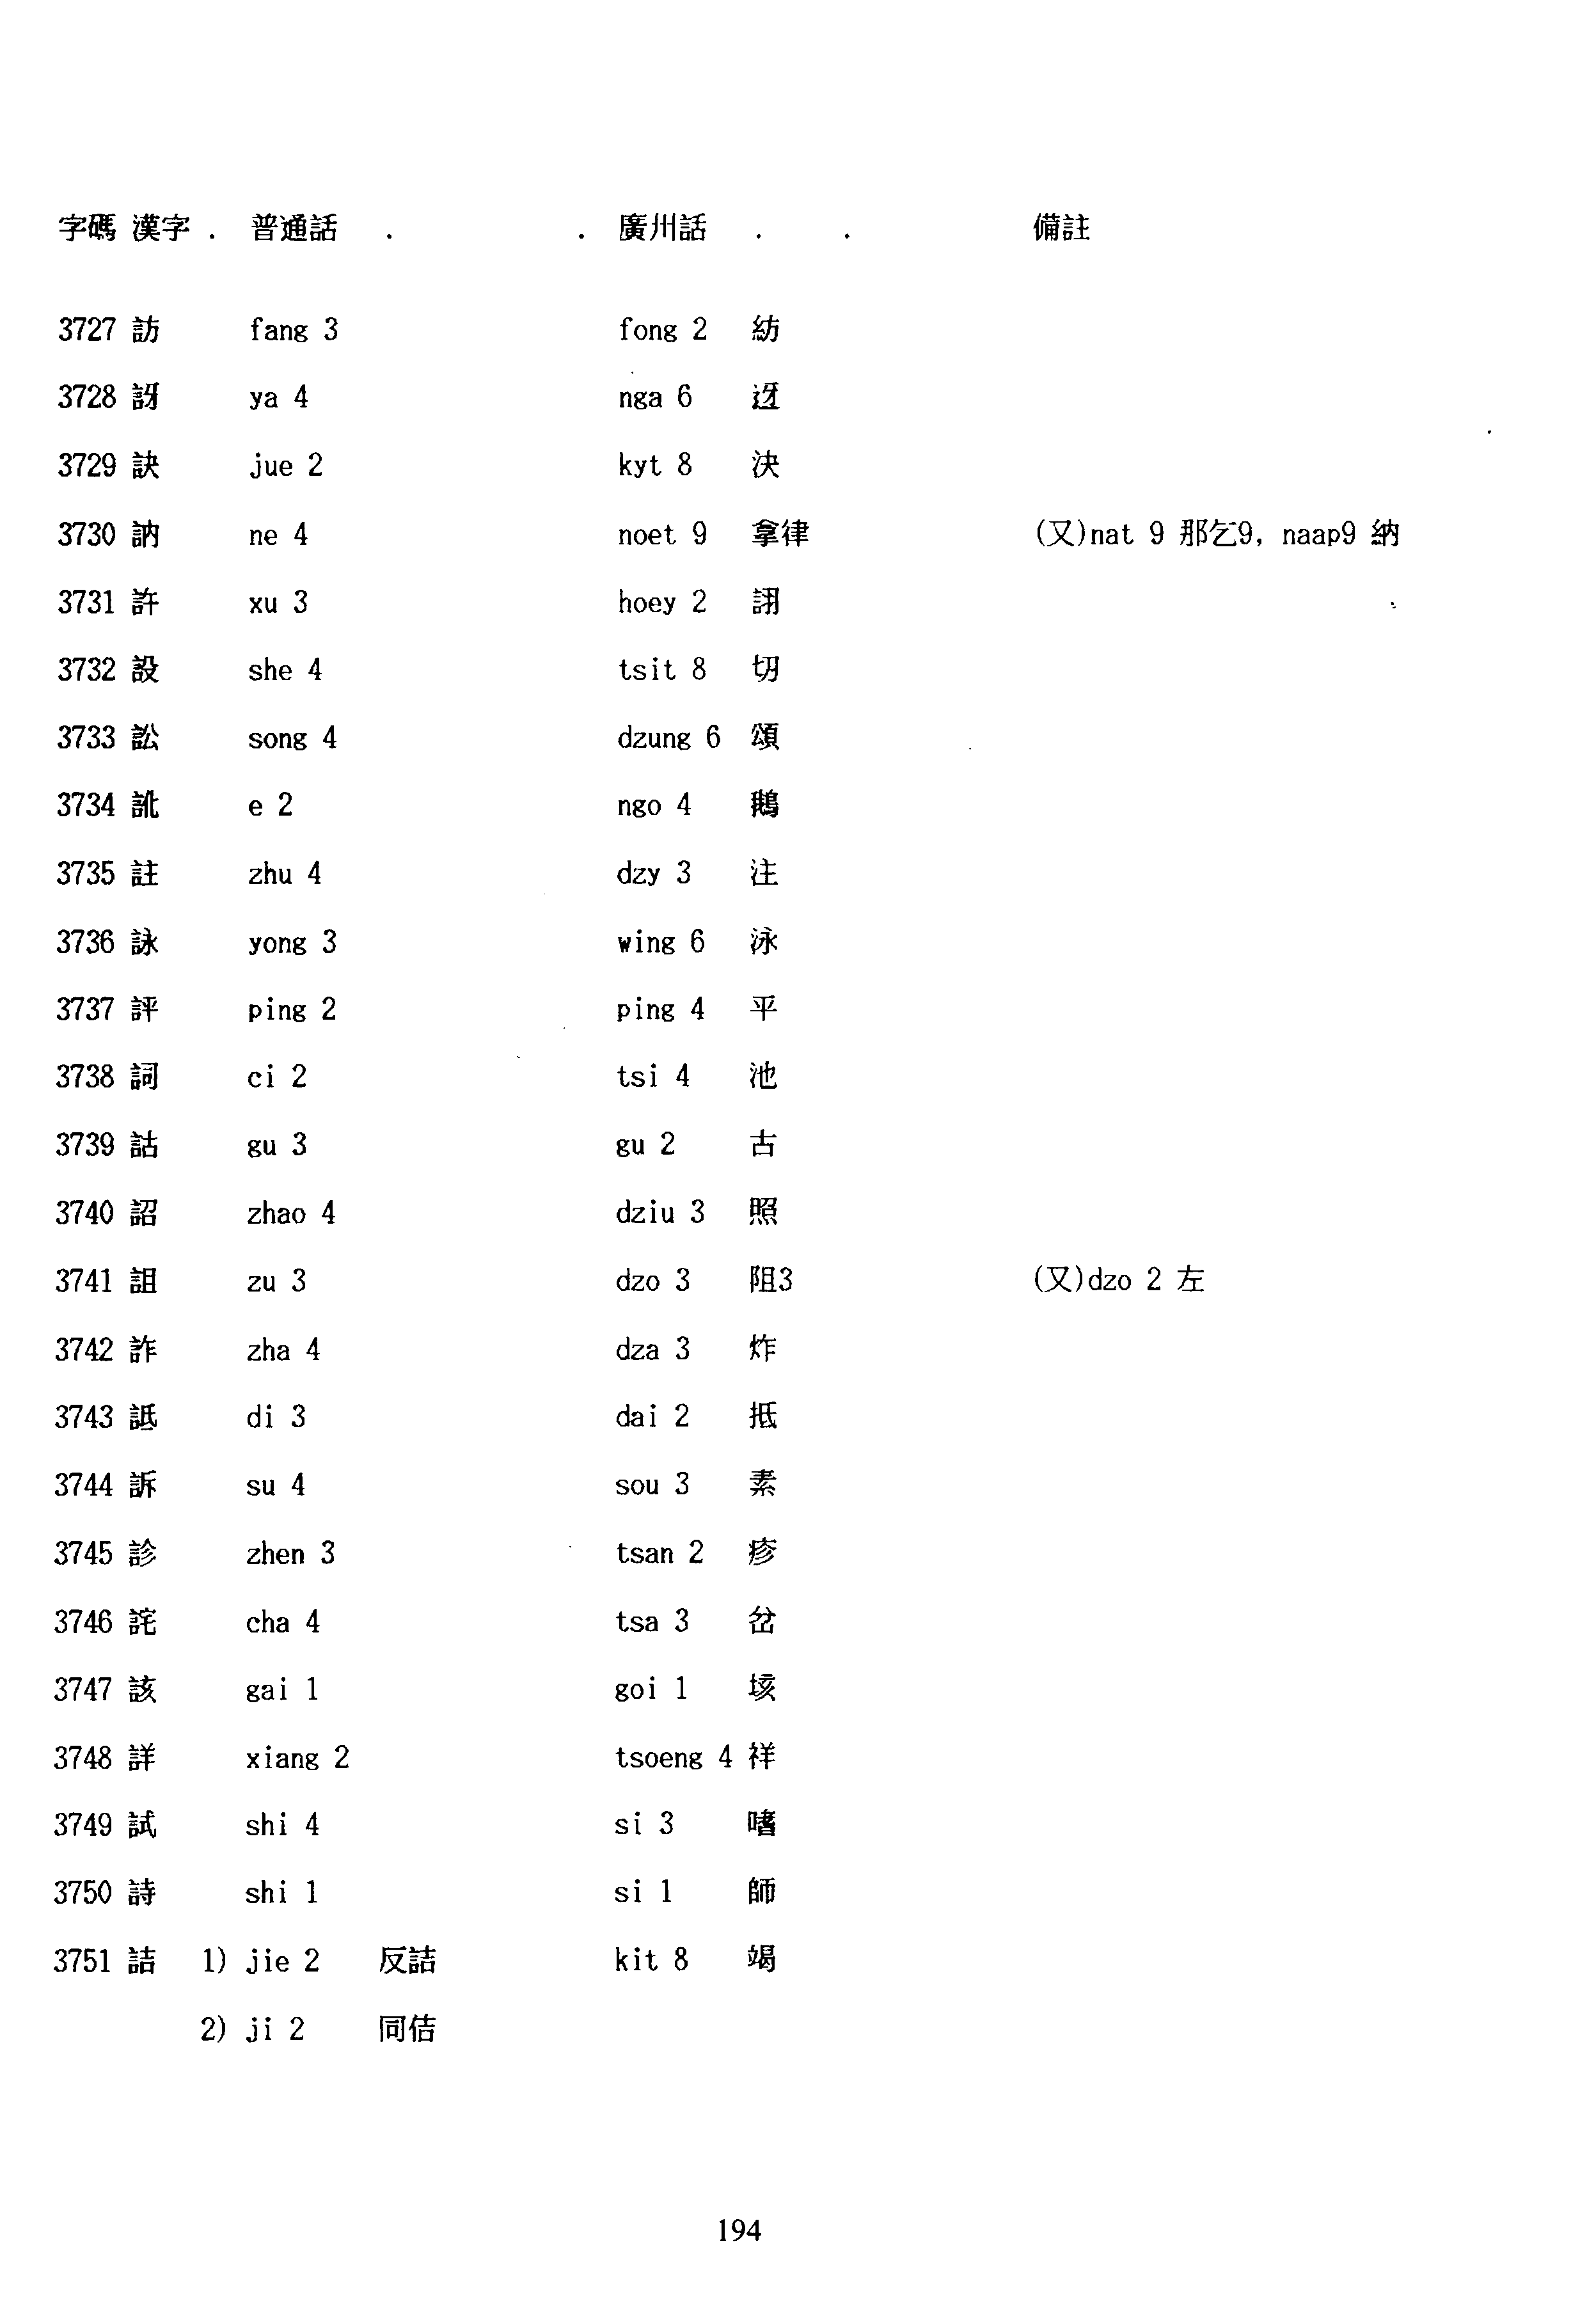 字碼 漢字 . 普通話 . . 廣州話 . . 備註
3727 訪 fang 3 fong 2 紡
3728 訝 ya 4 nga 6 迓
3729 訣 jue 2 kyt 8 決
3730 訥 ne 4 noet 9 拿律 (又)nat 9 那乞9, naap9 納
3731 許 xu 3 hoey 2 詡
3732 設 she 4 tsit 8 切
3733 訟 song 4 dzung 6 頌
3734 訛 e 2 ngo 4 鵝
3735 註 zhu 4 dzy 3 注
3736 詠 yong 3 wing 6 泳
3737 評 ping 2 ping 4 平
3738 詞 ci 2 tsi 4 池
3739 詁 gu 3 gu 2 古
3740 詔 zhao 4 dziu 3 照
3741 詛 zu 3 dzo 3 阻3 (又)dzo 2 左
3742 詐 zha 4 dza 3 炸
3743 詆 di 3 dai 2 抵
3744 訴 su 4 sou 3 素
3745 診 zhen 3 tsan 2 疹
3746 詫 cha 4 tsa 3 岔
3747 該 gai 1 goi 1 垓
3748 詳 xiang 2 tsoeng 4 祥
3749 試 shi 4 si 3 嗜
3750 詩 shi 1 si 1 師
3751 詰 1) jie 2 反詰 kit 8 竭
2) ji 2 同佶
194